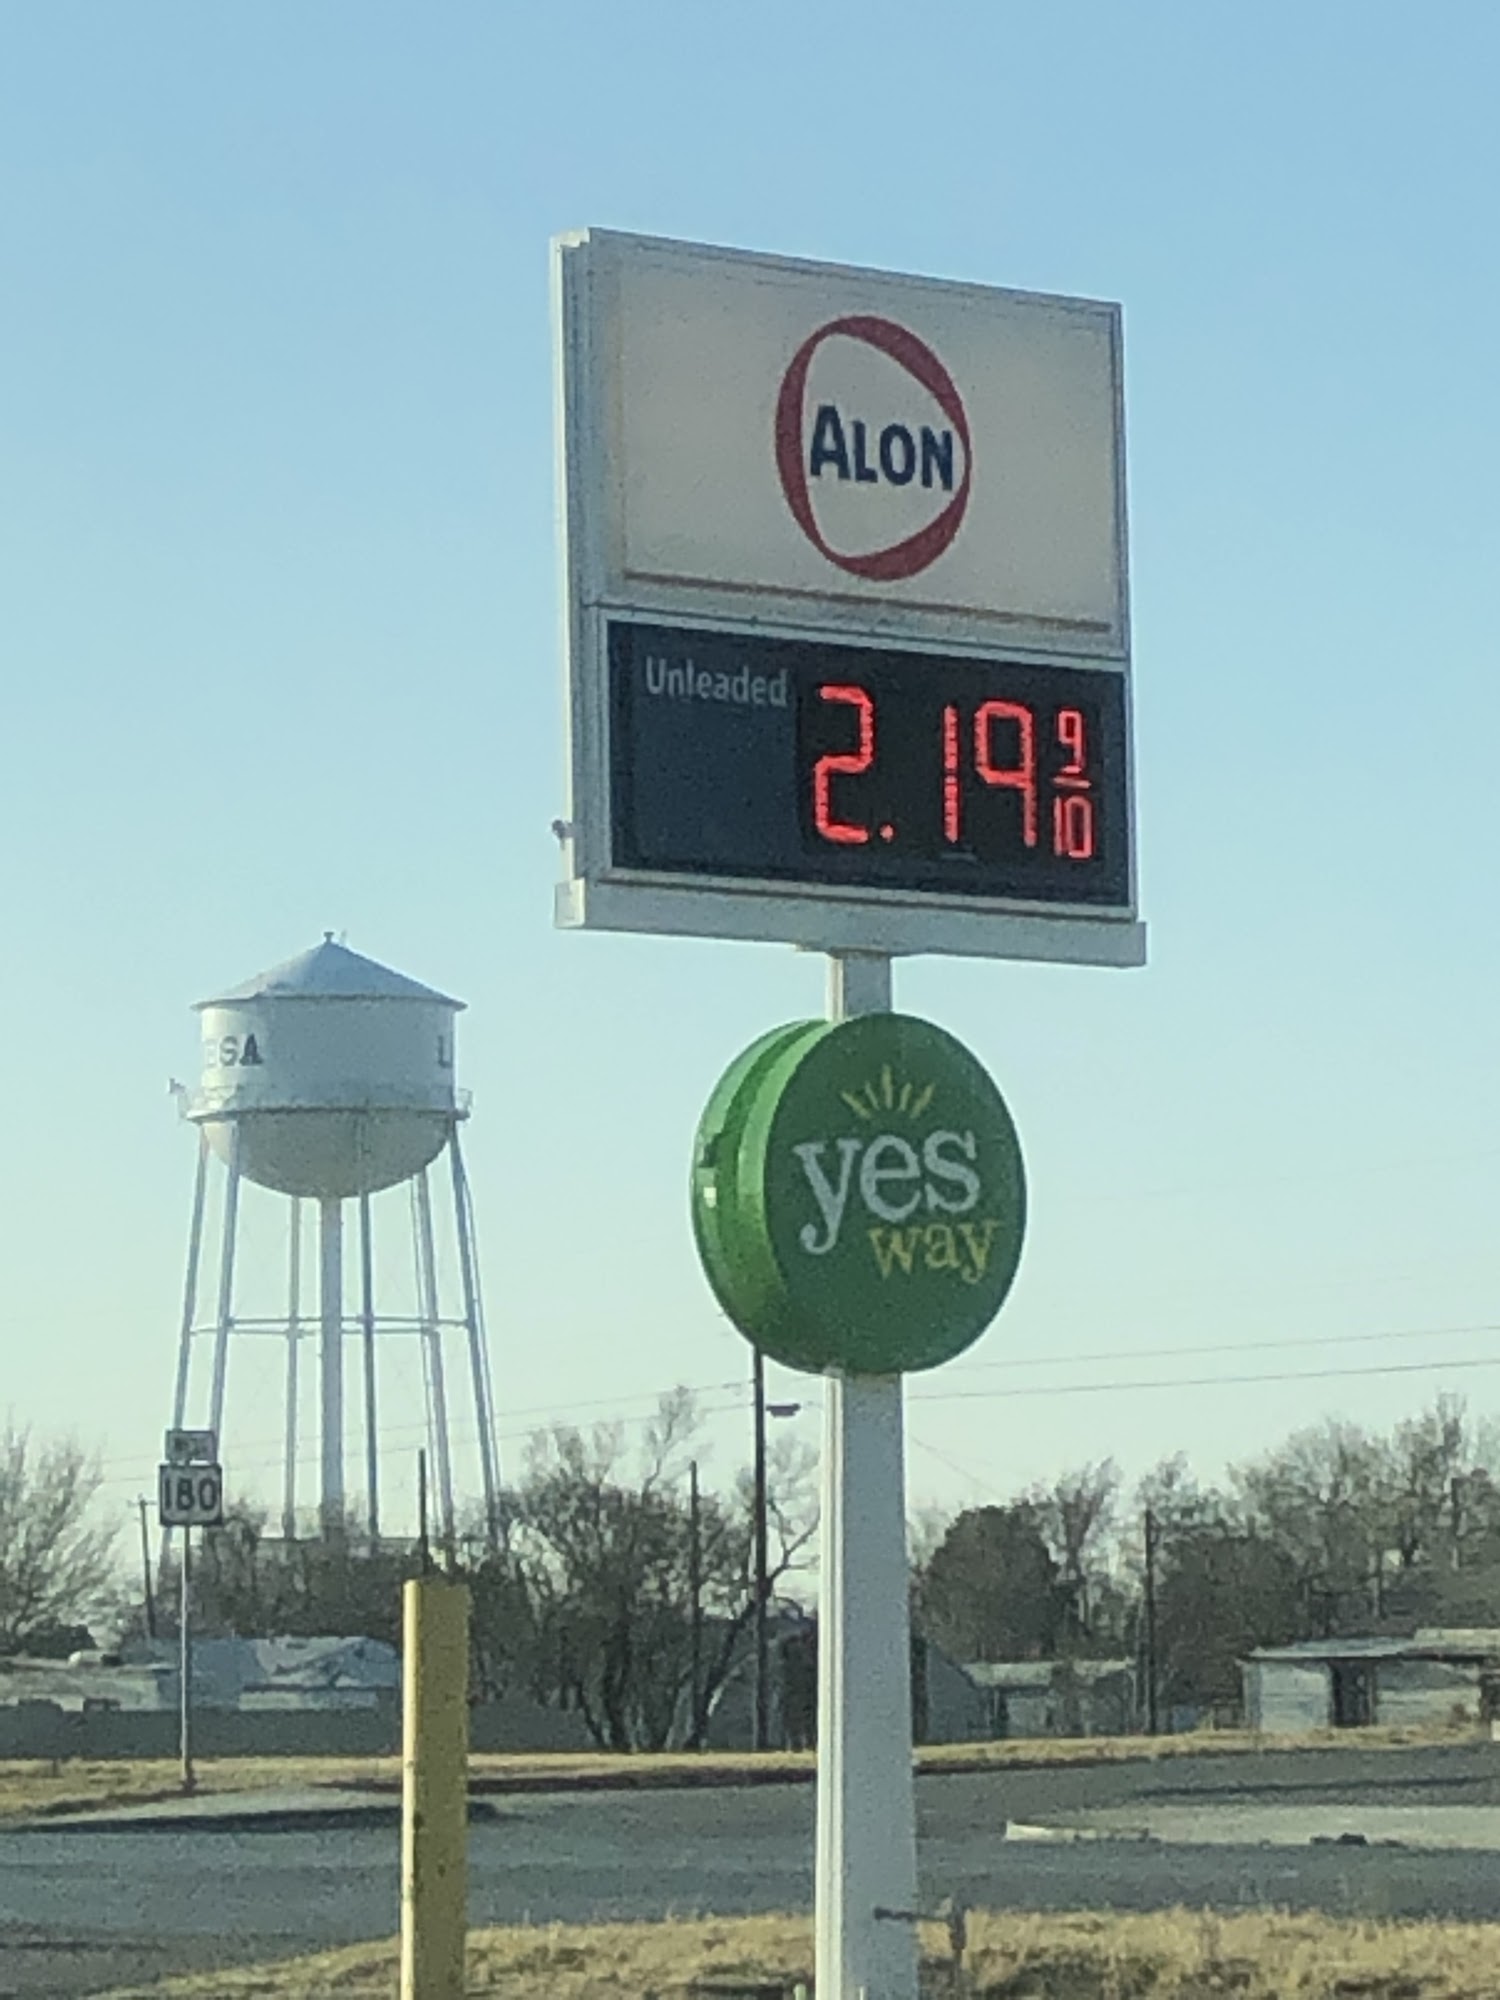 ALON
Unleaded 2.19 9/10
ESA L
yes
way
180